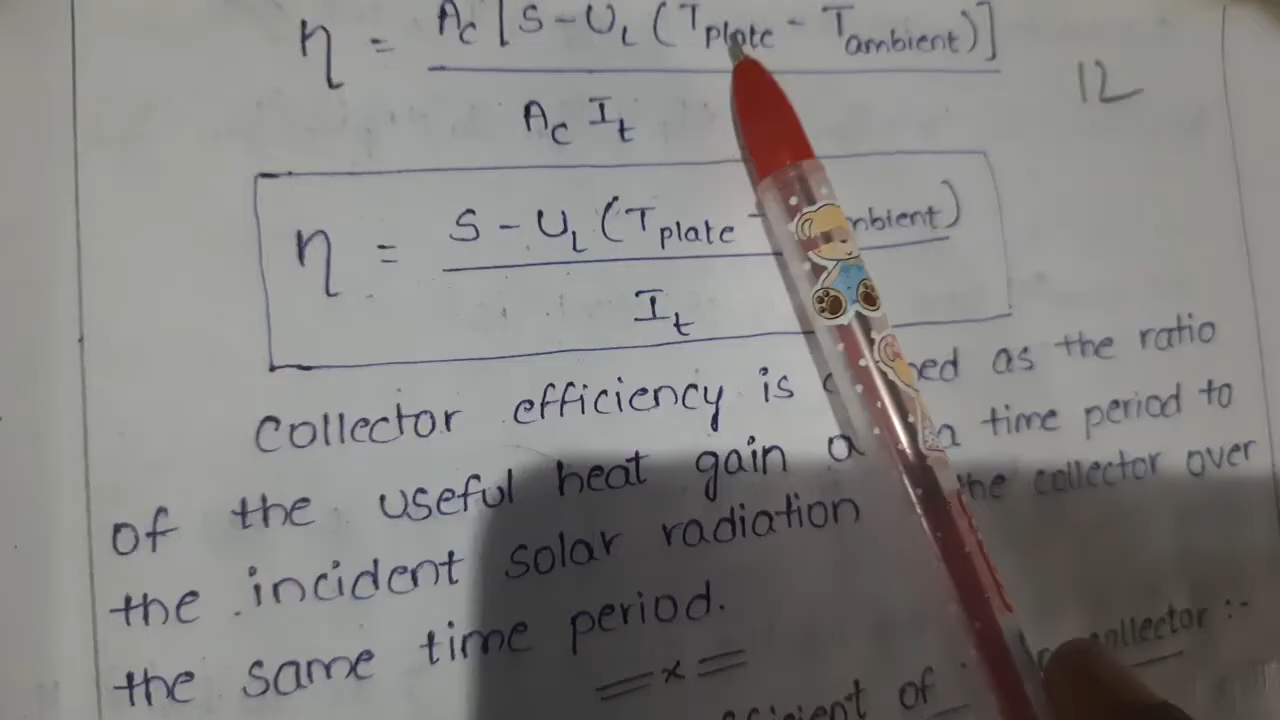 η = A_c [S - U_L (T_plate - T_ambient)]
A_c I_t
12
η = S - U_L (T_plate -
I_t
Collector efficiency is as the ratio
of the useful heat gain time period to
the incident solar radiation the collector over
the same time period.
=x=
of collector :-